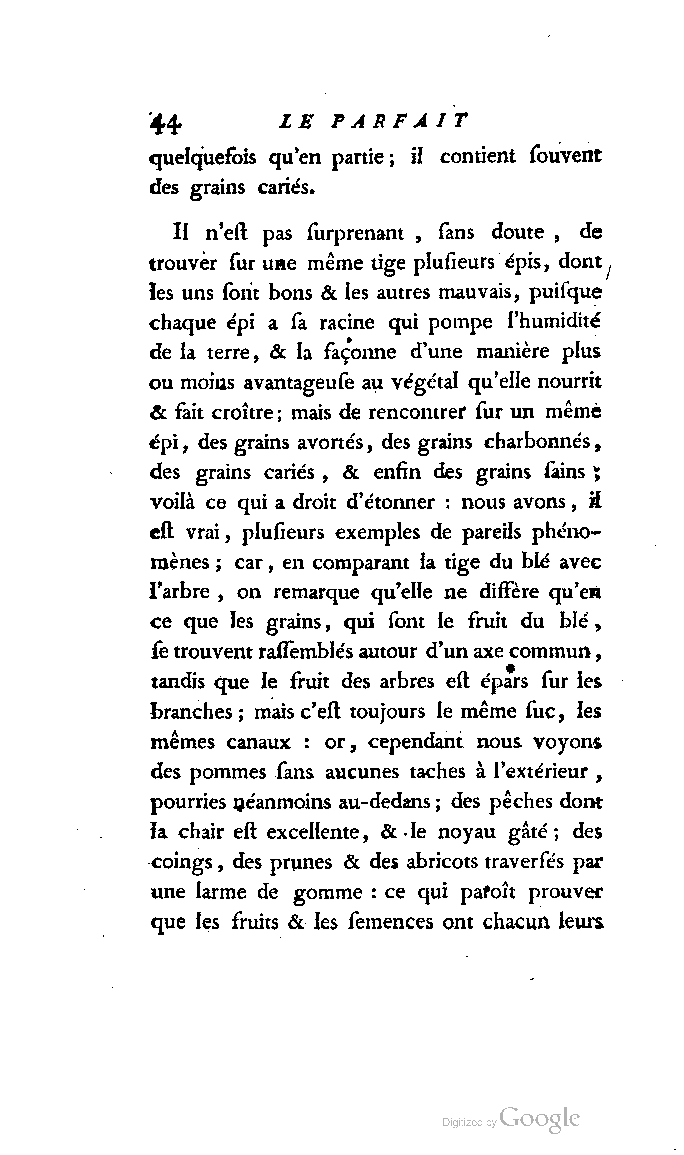 44 LE PARFAIT
quelquefois qu'en partie ; il contient ſouvent
des grains cariés.
Il n'eſt pas ſurprenant , ſans doute , de
trouver ſur une même tige pluſieurs épis, dont
les uns ſont bons & les autres mauvais, puiſque
chaque épi a ſa racine qui pompe l'humidité
de la terre, & la façonne d'une manière plus
ou moins avantageuſe au végétal qu'elle nourrit
& fait croître ; mais de rencontrer ſur un même
épi, des grains avortés, des grains charbonnés,
des grains cariés , & enfin des grains ſains ;
voilà ce qui a droit d'étonner : nous avons, il
eſt vrai, pluſieurs exemples de pareils phéno-
mènes ; car, en comparant la tige du blé avec
l'arbre , on remarque qu'elle ne diffère qu'en
ce que les grains, qui ſont le fruit du blé,
ſe trouvent raſſemblés autour d'un axe commun,
tandis que le fruit des arbres eſt épars ſur les
branches ; mais c'eſt toujours le même ſuc, les
mêmes canaux : or, cependant nous voyons
des pommes ſans aucunes taches à l'extérieur ,
pourries néanmoins au-dedans ; des pêches dont
la chair eſt excellente, & le noyau gâté ; des
coings, des prunes & des abricots traverſés par
une larme de gomme : ce qui paroît prouver
que les fruits & les ſemences ont chacun leurs
Digitized by Google